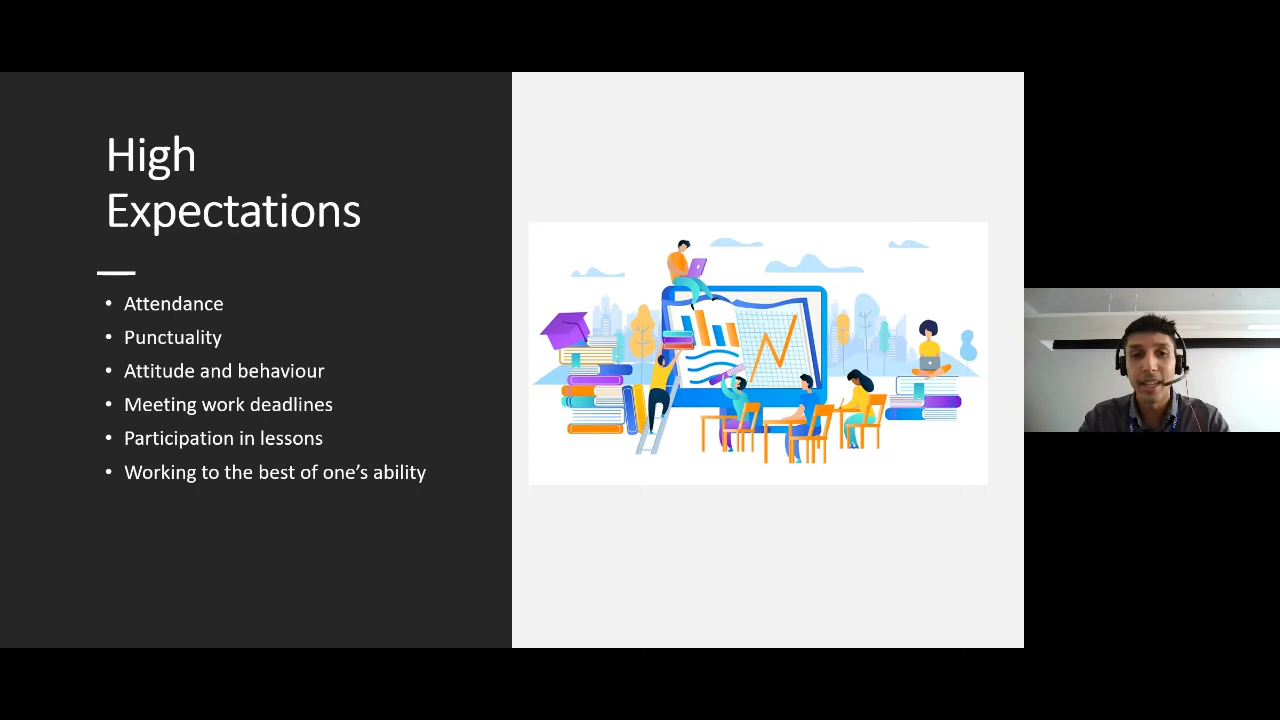 High
Expectations
• Attendance
• Punctuality
• Attitude and behaviour
• Meeting work deadlines
• Participation in lessons
• Working to the best of one’s ability